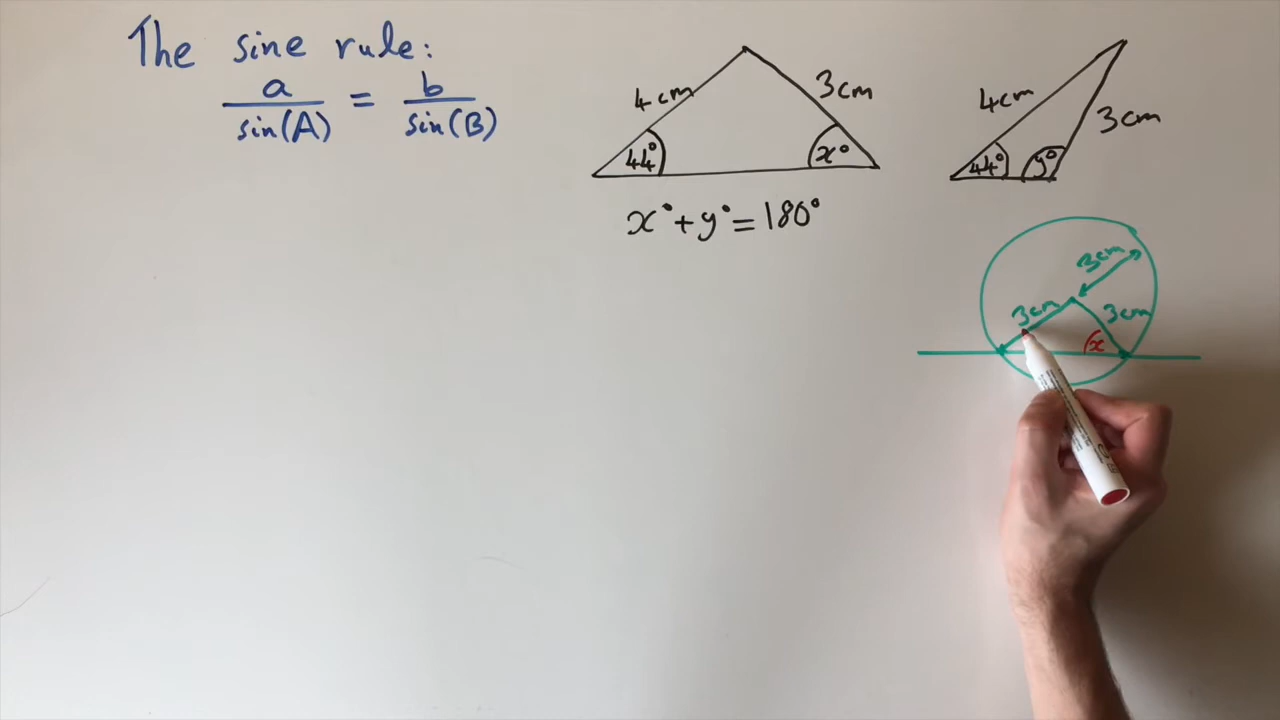 The sine rule:
a/sin(A) = b/sin(B)
4cm
3cm
44°
x°
4cm
3cm
44°
y°
x° + y° = 180°
3cm
3cm
3cm
x